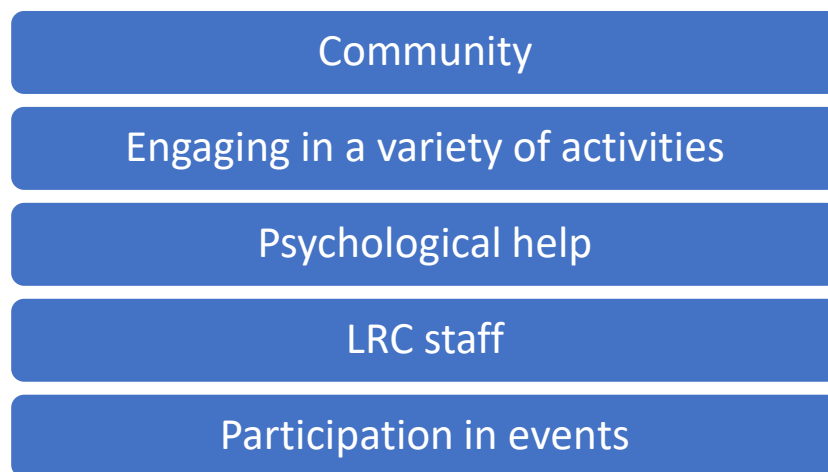 Community
Engaging in a variety of activities
Psychological help
LRC staff
Participation in events